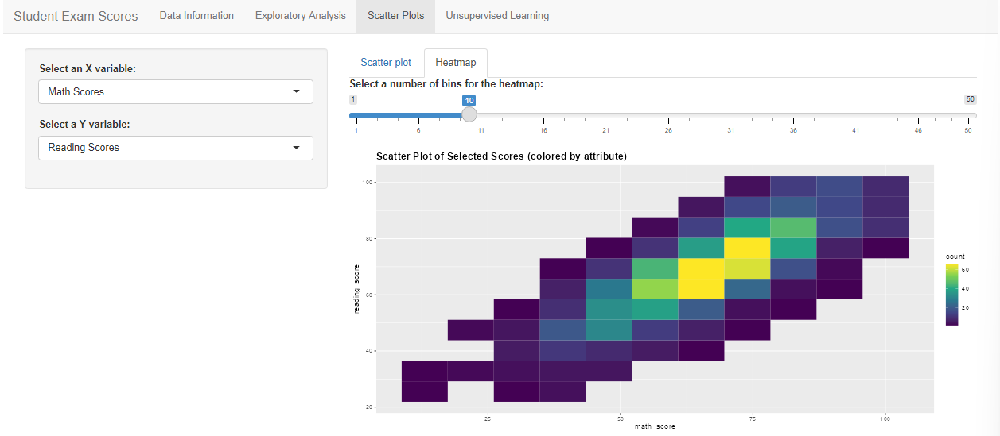 Student Exam Scores Data Information Exploratory Analysis Scatter Plots Unsupervised Learning
Select an X variable:
Math Scores
Select a Y variable:
Reading Scores
Scatter plot Heatmap
Select a number of bins for the heatmap:
1 10 50
1 6 11 16 21 26 31 36 41 46 50
Scatter Plot of Selected Scores (colored by attribute)
reading_score
100
80
60
40
20
25 50 75 100
math_score
count
60
40
20